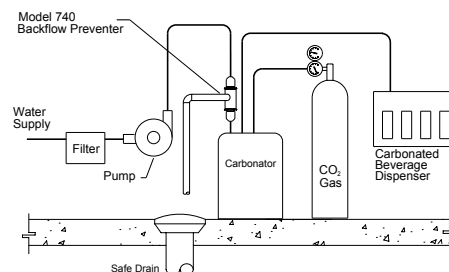 Model 740
Backflow Preventer
Water
Supply
Filter
Pump
Carbonator
CO₂
Gas
Carbonated
Beverage
Dispenser
Safe Drain